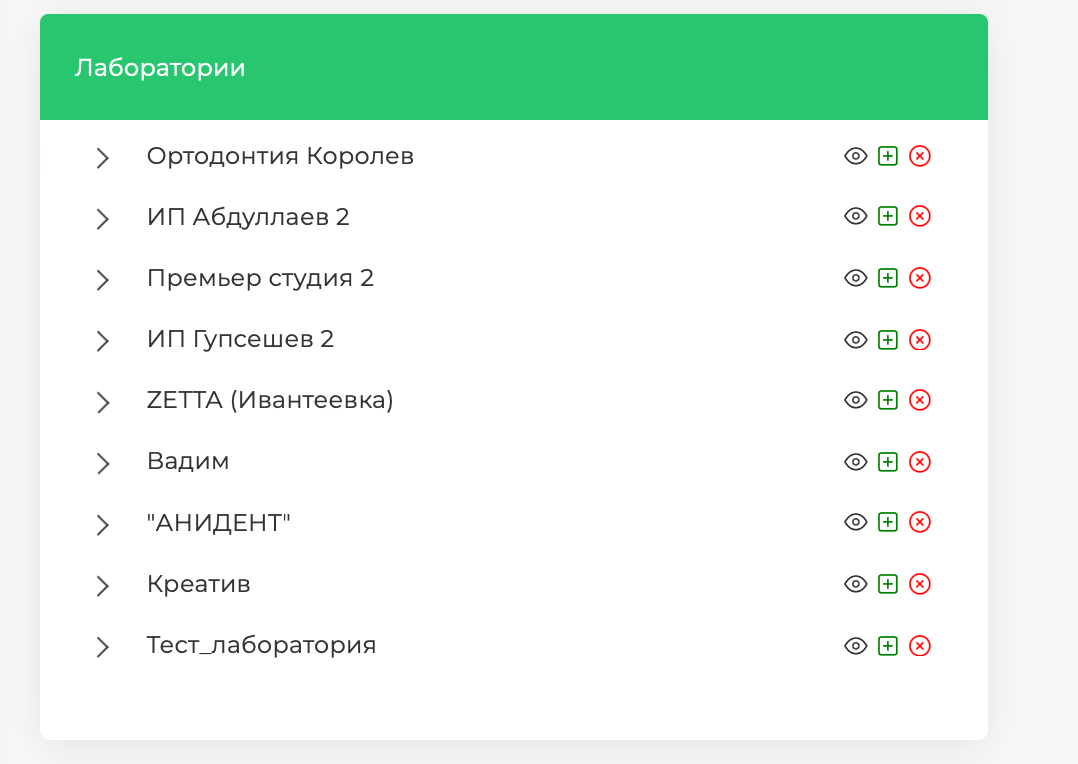 Лаборатории
Ортодонтия Королев
ИП Абдуллаев 2
Премьер студия 2
ИП Гупсешев 2
ZETTA (Ивантеевка)
Вадим
"АНИДЕНТ"
Креатив
Тест_лаборатория